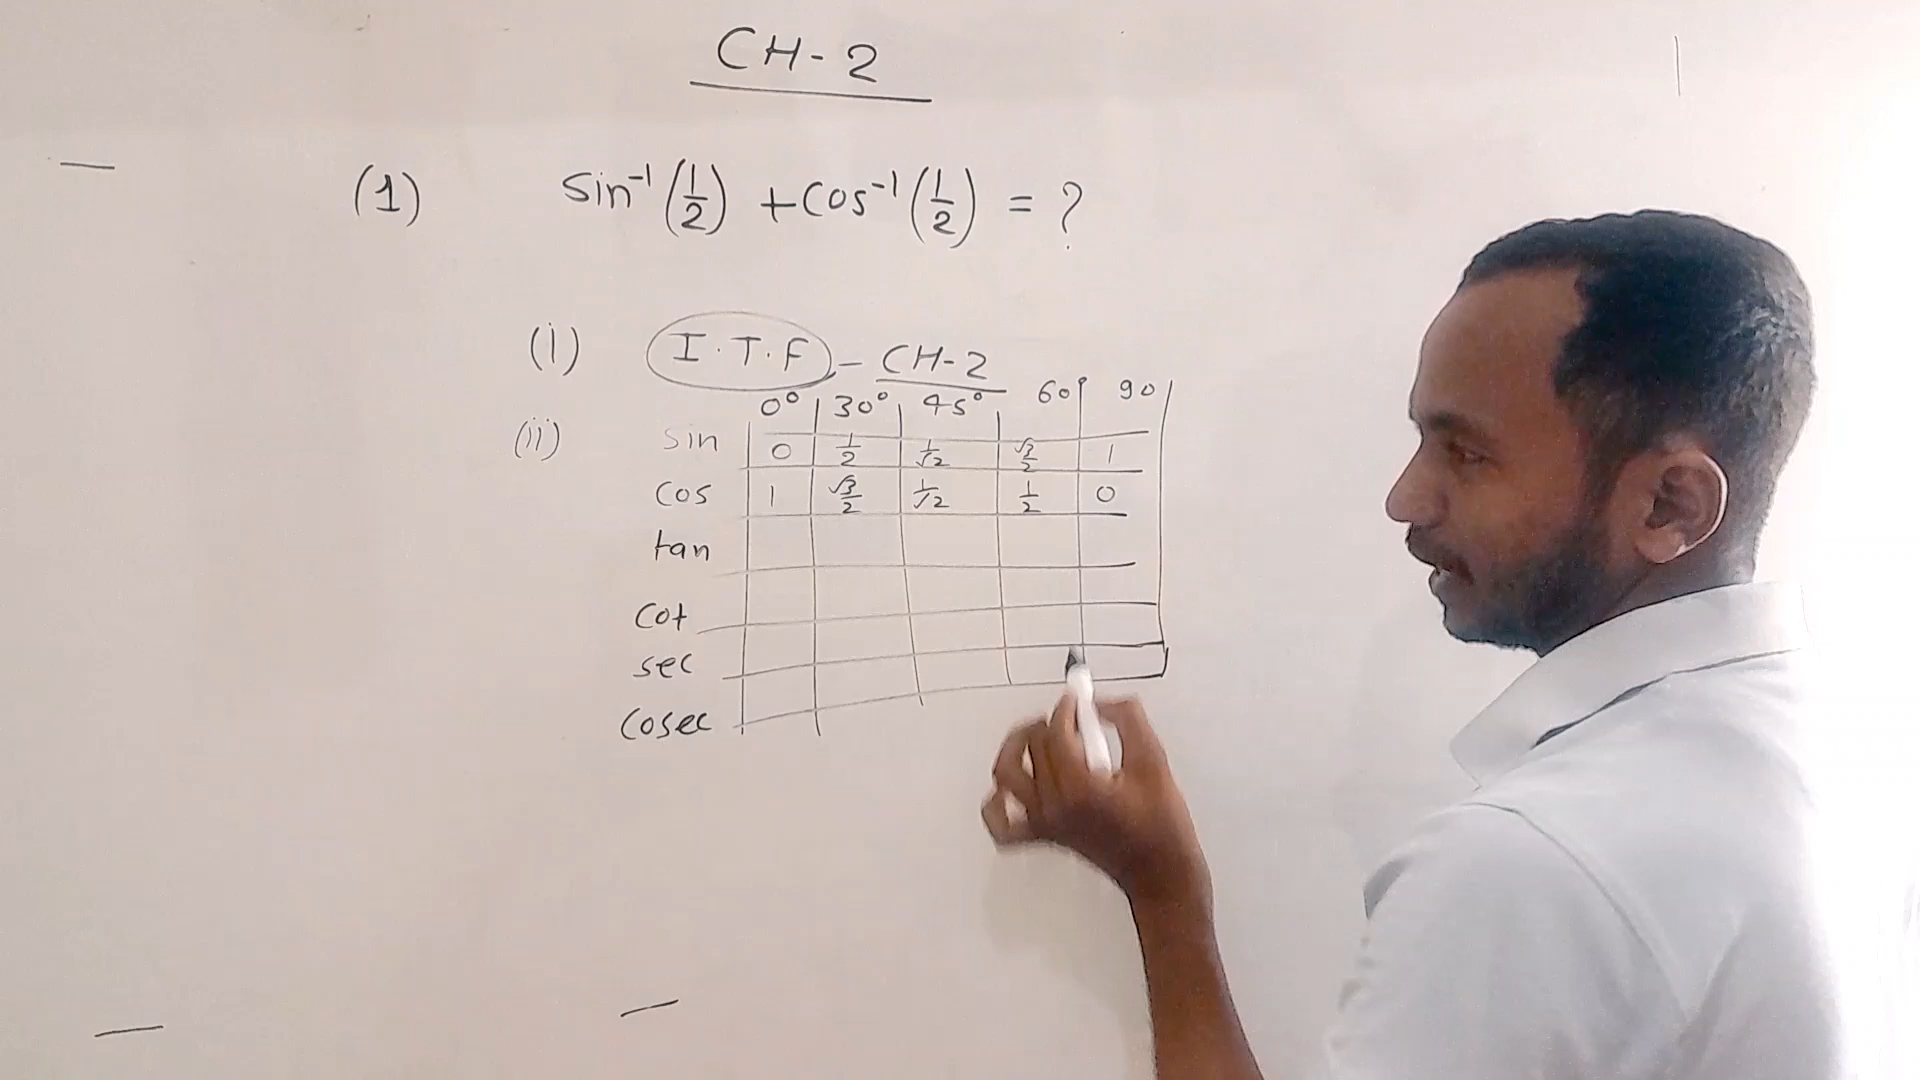 CH-2
(1) Sin⁻¹(1/2) + Cos⁻¹(1/2) = ?
(i) I.T.F - CH-2
0° 30° 45° 60° 90
(ii) sin 0 1/2 1/√2 √3/2 1
Cos 1 √3/2 1/√2 1/2 0
tan
Cot
sec
Cosec